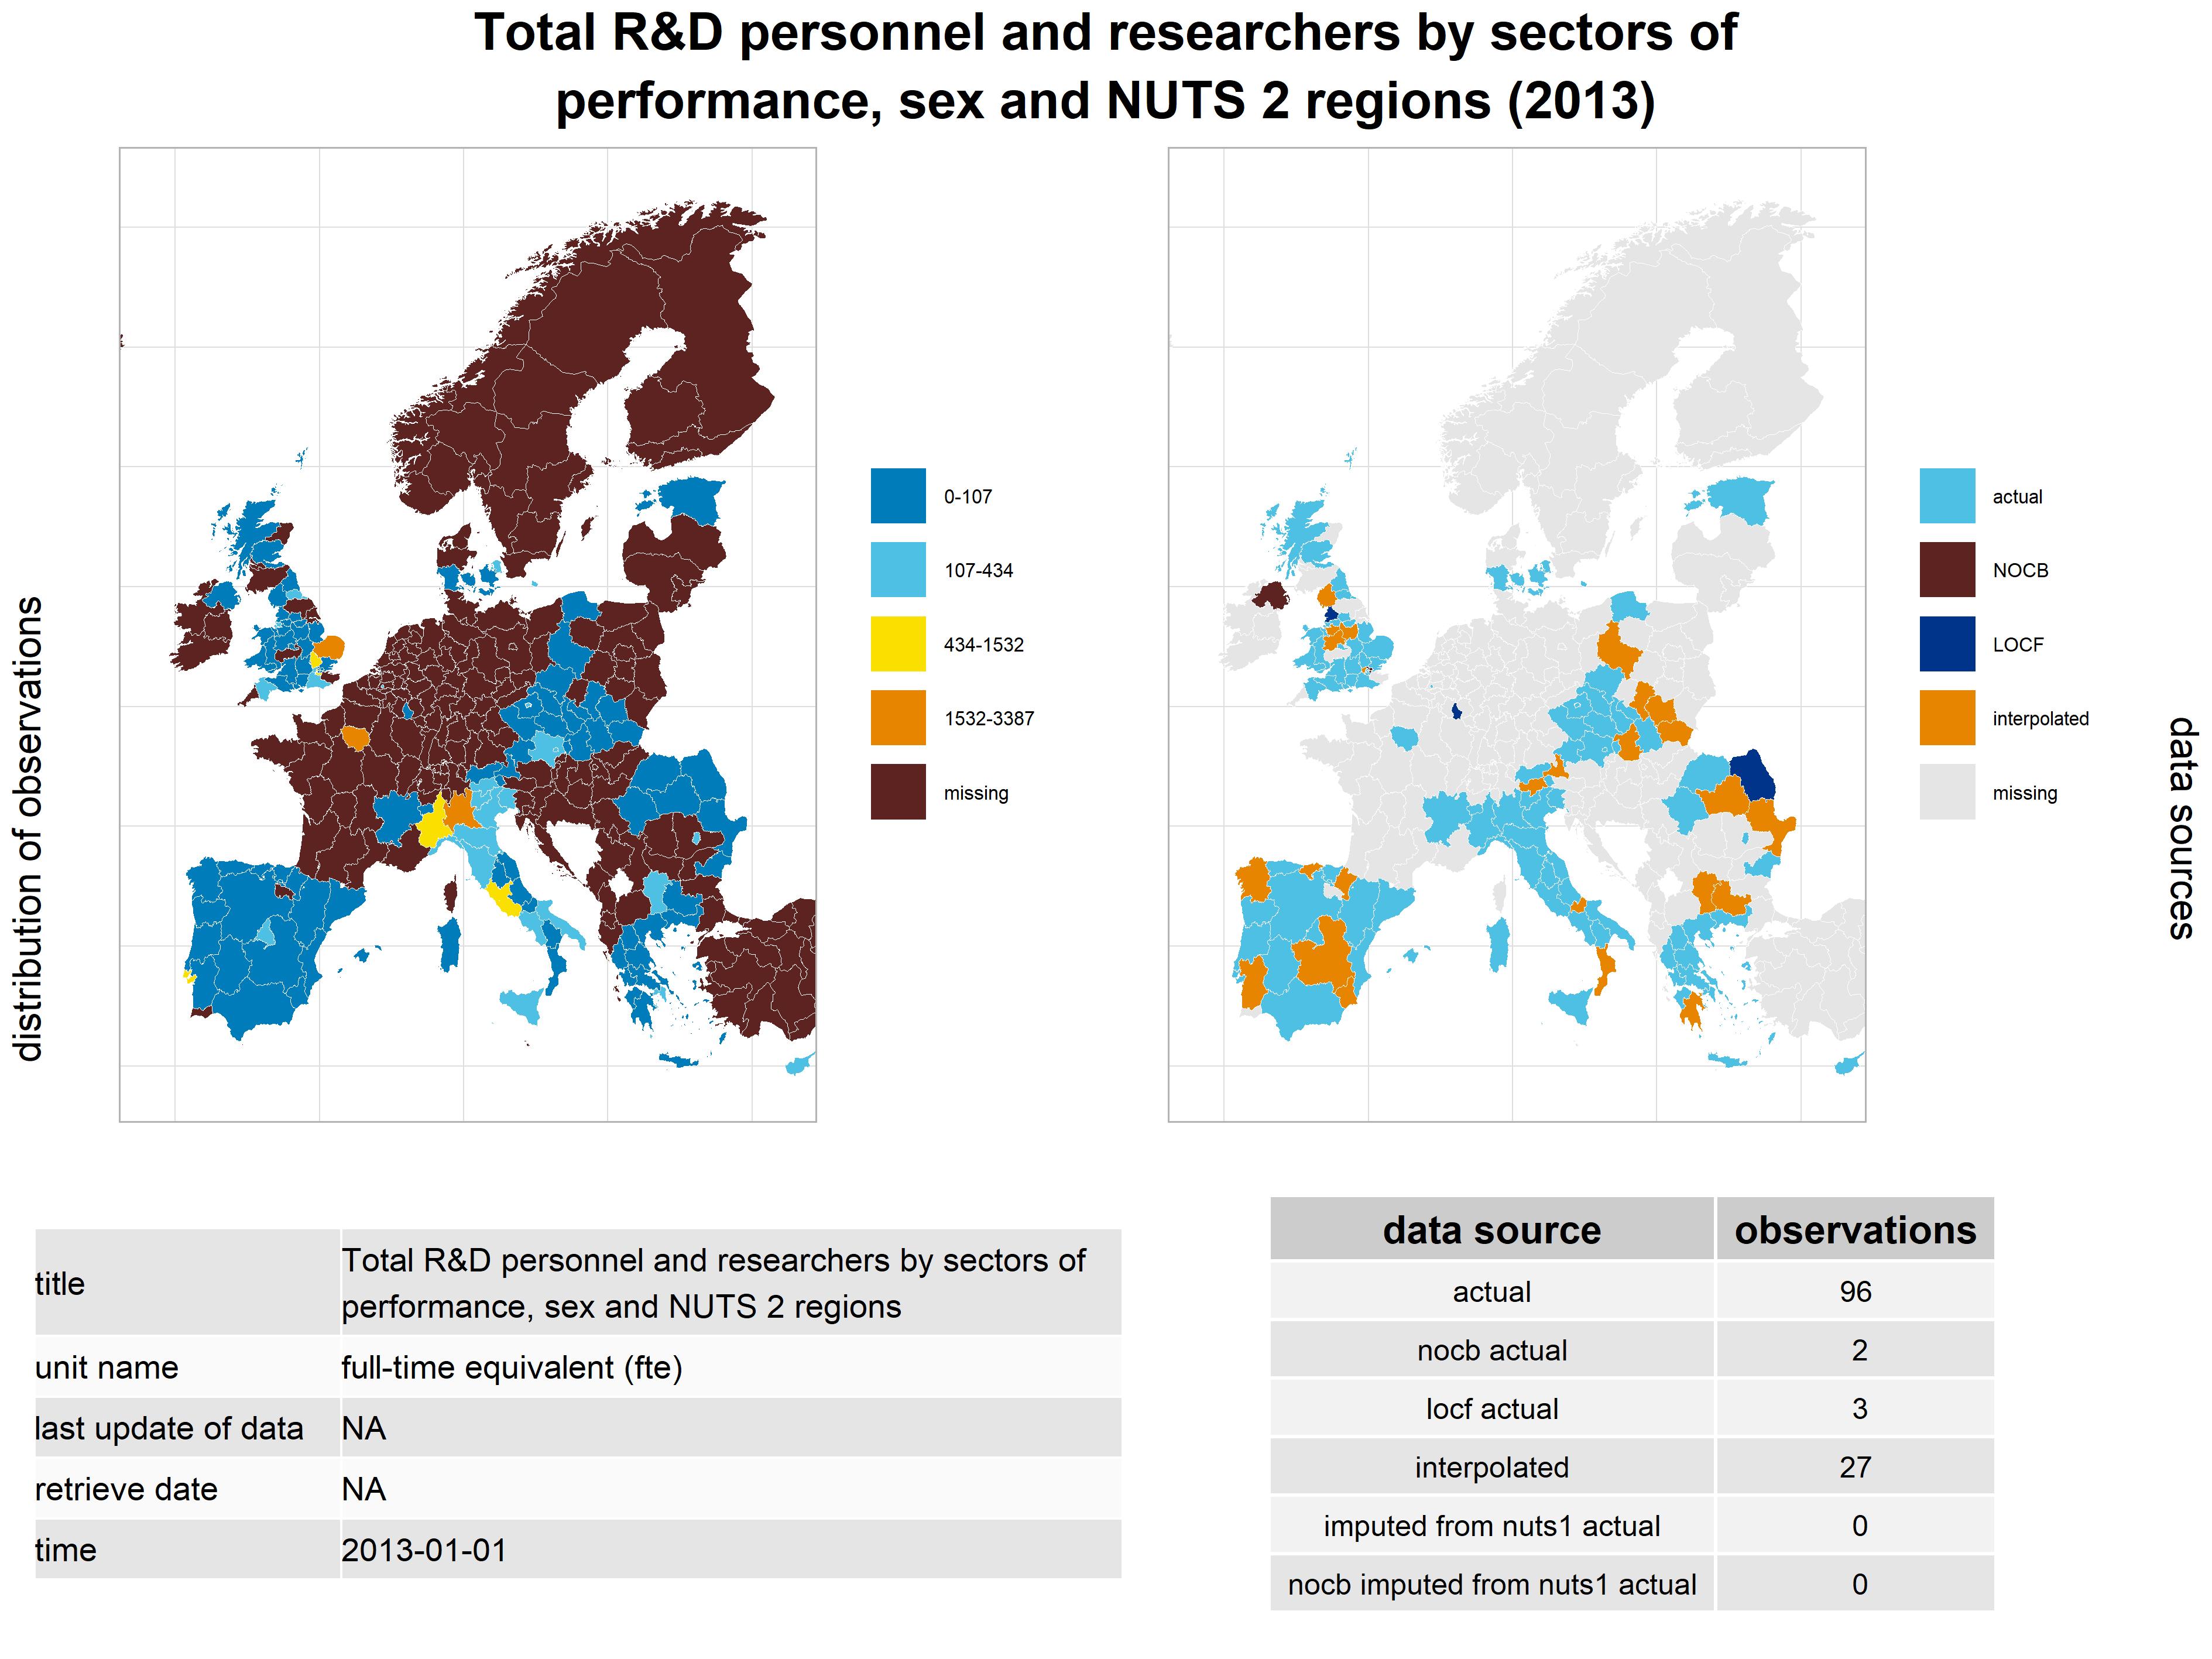 Total R&D personnel and researchers by sectors of
performance, sex and NUTS 2 regions (2013)
distribution of observations
0-107
107-434
434-1532
1532-3387
missing
actual
NOCB
LOCF
interpolated
missing
data sources
title
Total R&D personnel and researchers by sectors of
performance, sex and NUTS 2 regions
unit name
full-time equivalent (fte)
last update of data
NA
retrieve date
NA
time
2013-01-01
data source
observations
actual
96
nocb actual
2
locf actual
3
interpolated
27
imputed from nuts1 actual
0
nocb imputed from nuts1 actual
0